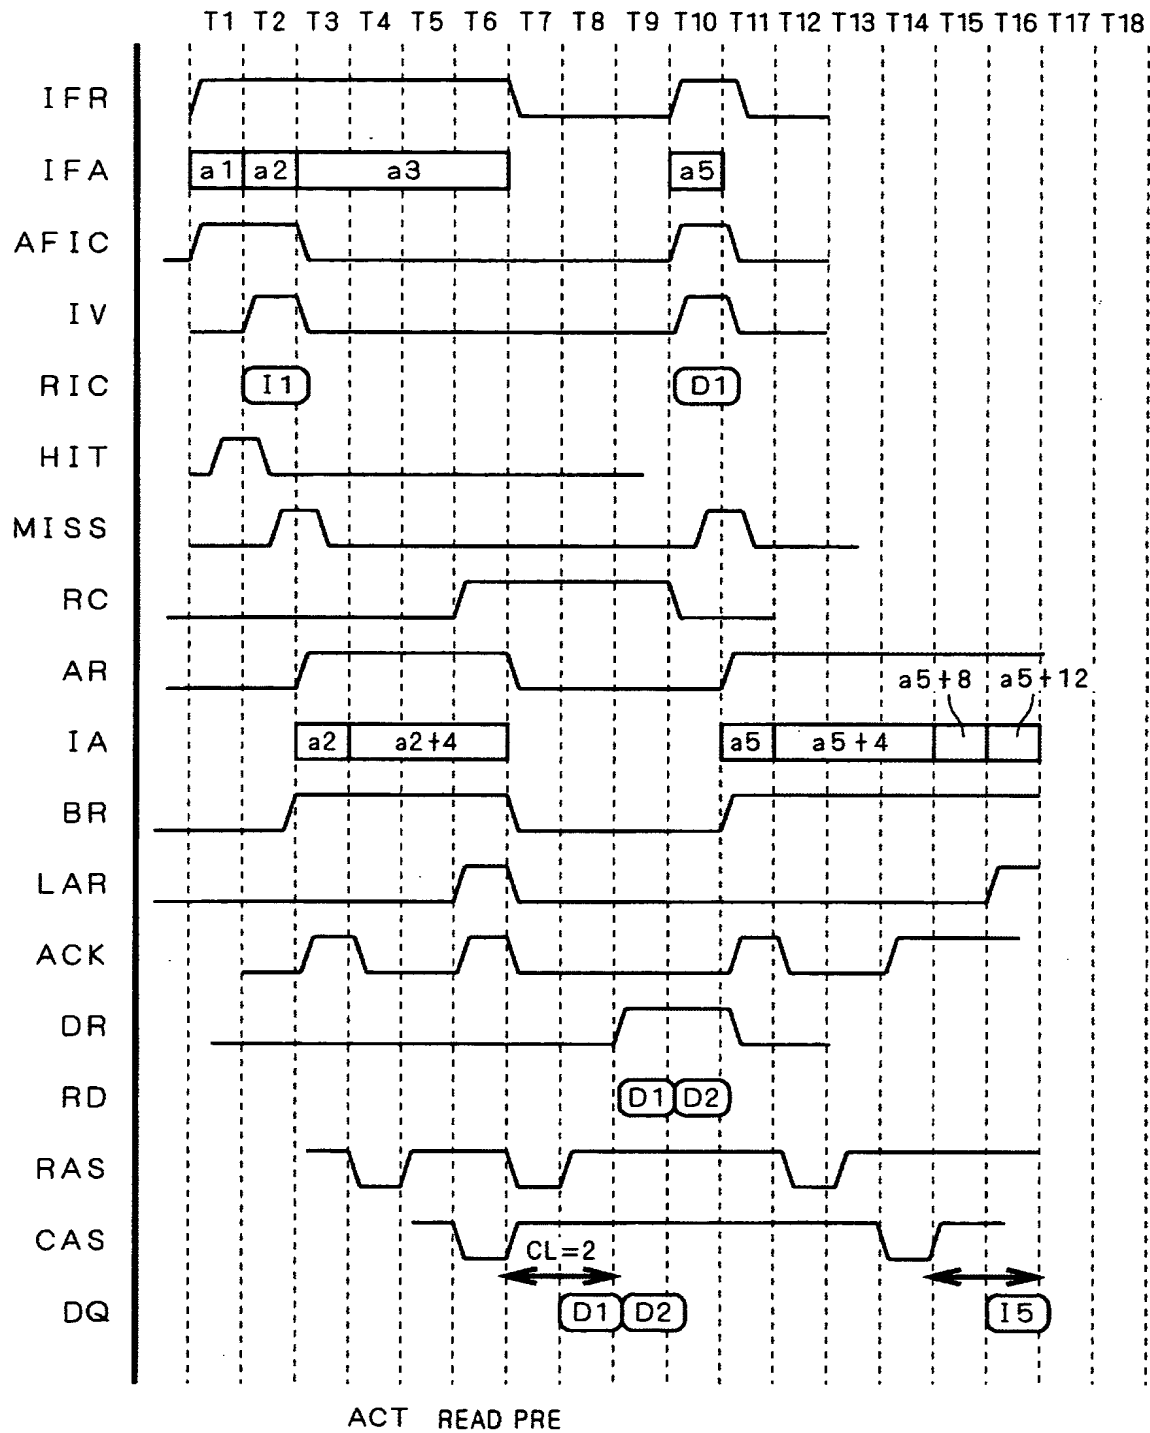 T1 T2 T3 T4 T5 T6 T7 T8 T9 T10 T11 T12 T13 T14 T15 T16 T17 T18
IFR
IFA a1 a2 a3 a5
AFIC
IV
RIC I1 D1
HIT
MISS
RC
AR
a5+8 a5+12
IA a2 a2+4 a5 a5+4
BR
LAR
ACK
DR
RD D1 D2
RAS
CAS
CL=2
DQ D1 D2 I5
ACT READ PRE